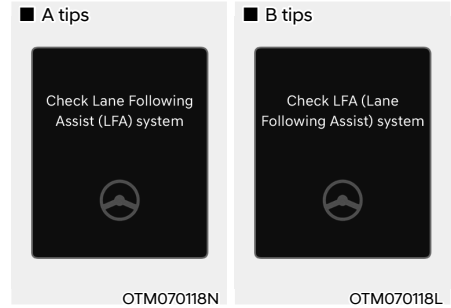 ■ A tips
Check Lane Following
Assist (LFA) system
OTM070118N
■ B tips
Check LFA (Lane
Following Assist) system
OTM070118L